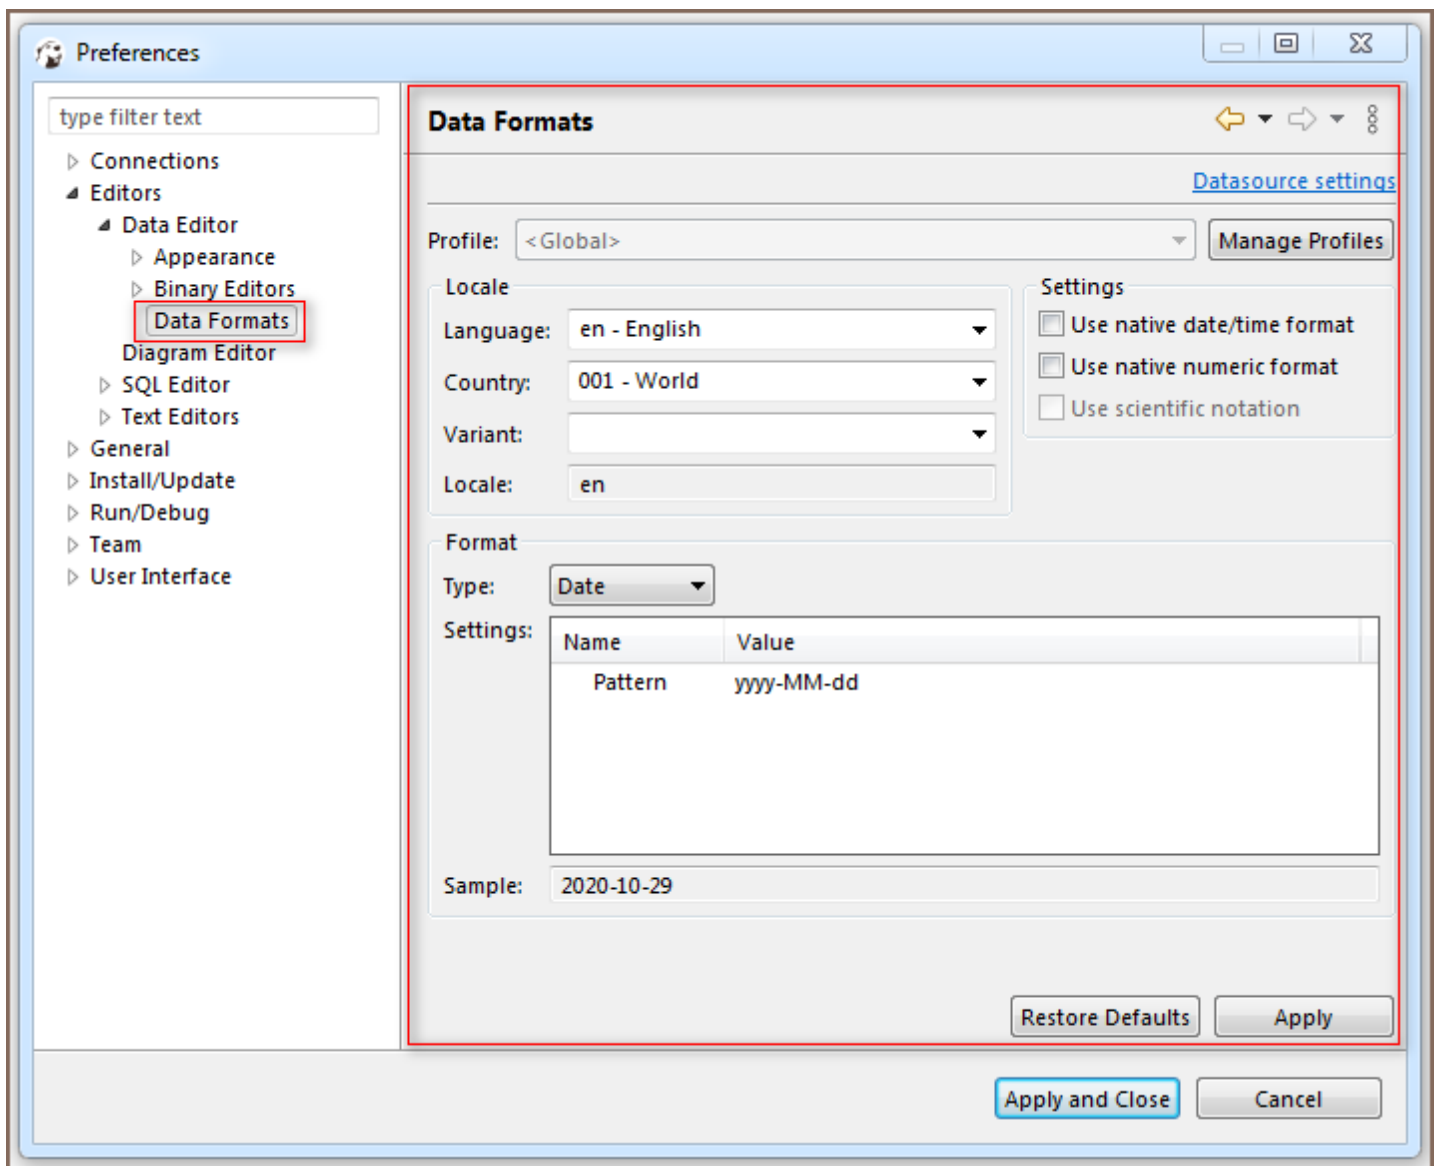 Preferences
type filter text
Connections
Editors
Data Editor
Appearance
Binary Editors
Data Formats
Diagram Editor
SQL Editor
Text Editors
General
Install/Update
Run/Debug
Team
User Interface
Data Formats
Datasource settings
Profile: <Global> Manage Profiles
Locale
Language: en - English
Country: 001 - World
Variant:
Locale: en
Settings
Use native date/time format
Use native numeric format
Use scientific notation
Format
Type: Date
Settings: Name Value
Pattern yyyy-MM-dd
Sample: 2020-10-29
Restore Defaults Apply
Apply and Close Cancel